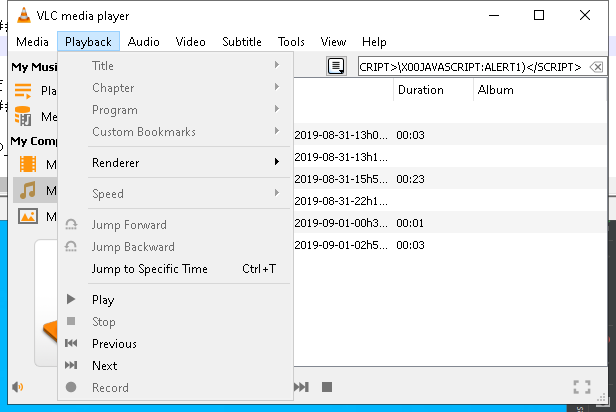 VLC media player
Media Playback Audio Video Subtitle Tools View Help
My Musi
CRIPT>\X00JAVASCRIPT:ALERT1)</SCRIPT>
Pla
Me
My Comp
M
M
M
Duration Album
2019-08-31-13h0... 00:03
2019-08-31-13h1...
2019-08-31-15h5... 00:23
2019-08-31-22h1...
2019-09-01-00h3... 00:01
2019-09-01-02h5... 00:03
Title
Chapter
Program
Custom Bookmarks
Renderer
Speed
Jump Forward
Jump Backward
Jump to Specific Time Ctrl+T
Play
Stop
Previous
Next
Record